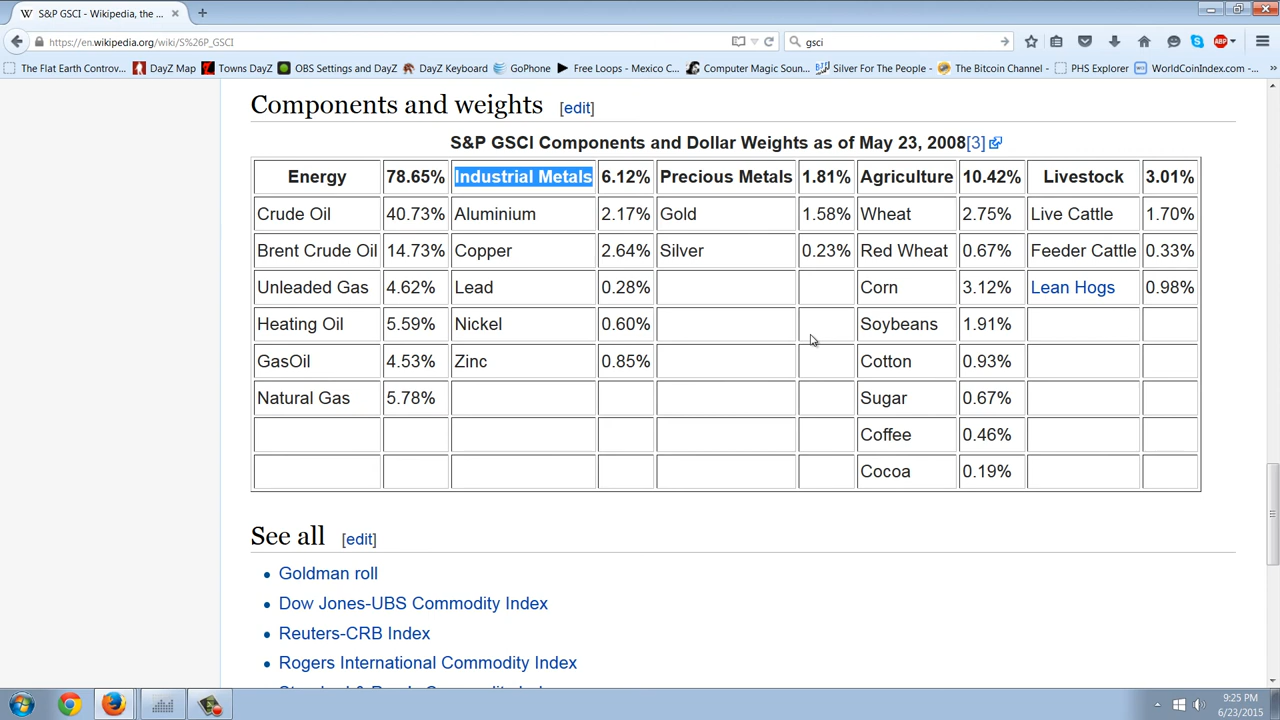 S&P GSCI - Wikipedia, the ...
https://en.wikipedia.org/wiki/S%26P_GSCI
gsci
ABP
The Flat Earth Controv... DayZ Map Towns DayZ OBS Settings and DayZ DayZ Keyboard GoPhone Free Loops - Mexico C... Computer Magic Soun... Silver For The People - ... The Bitcoin Channel - ... PHS Explorer WorldCoinIndex.com -...
Components and weights [edit]
S&P GSCI Components and Dollar Weights as of May 23, 2008[3]
Energy 78.65% Industrial Metals 6.12% Precious Metals 1.81% Agriculture 10.42% Livestock 3.01%
Crude Oil 40.73% Aluminium 2.17% Gold 1.58% Wheat 2.75% Live Cattle 1.70%
Brent Crude Oil 14.73% Copper 2.64% Silver 0.23% Red Wheat 0.67% Feeder Cattle 0.33%
Unleaded Gas 4.62% Lead 0.28% Corn 3.12% Lean Hogs 0.98%
Heating Oil 5.59% Nickel 0.60% Soybeans 1.91%
GasOil 4.53% Zinc 0.85% Cotton 0.93%
Natural Gas 5.78% Sugar 0.67%
Coffee 0.46%
Cocoa 0.19%
See all [edit]
Goldman roll
Dow Jones-UBS Commodity Index
Reuters-CRB Index
Rogers International Commodity Index
9:25 PM
6/23/2015